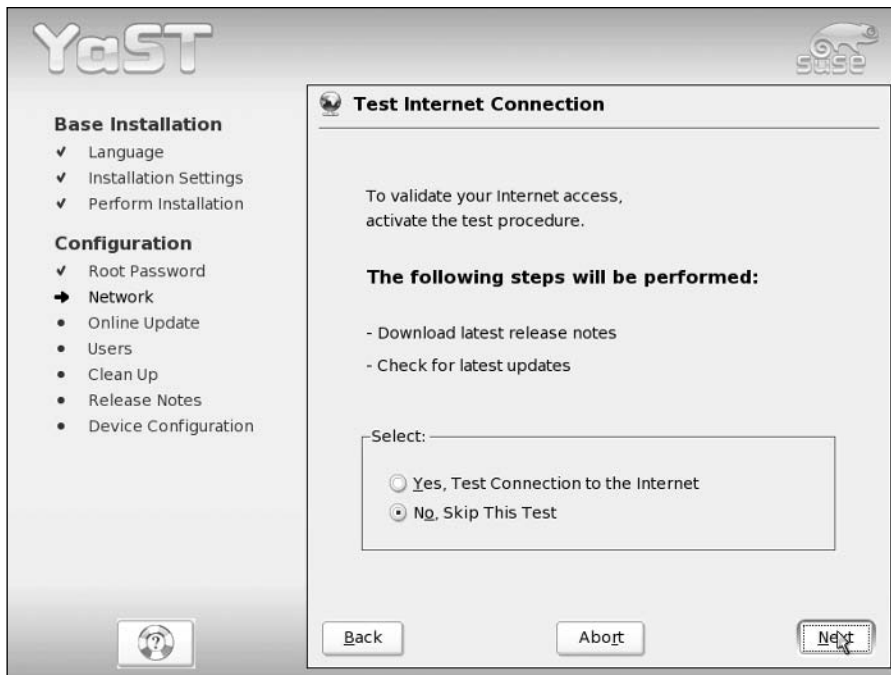 YaST
suse
Base Installation
Language
Installation Settings
Perform Installation
Configuration
Root Password
Network
Online Update
Users
Clean Up
Release Notes
Device Configuration
Test Internet Connection
To validate your Internet access,
activate the test procedure.
The following steps will be performed:
- Download latest release notes
- Check for latest updates
Select:
Yes, Test Connection to the Internet
No, Skip This Test
?
Back
Abort
Next